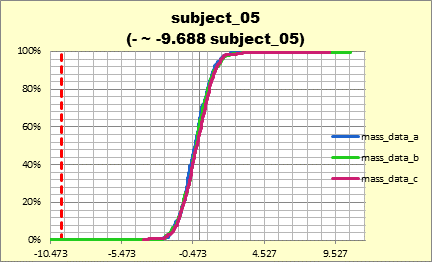 subject_05
(- ~ -9.688 subject_05)
100%
80%
60%
40%
20%
0%
mass_data_a
mass_data_b
mass_data_c
-10.473 -5.473 -0.473 4.527 9.527